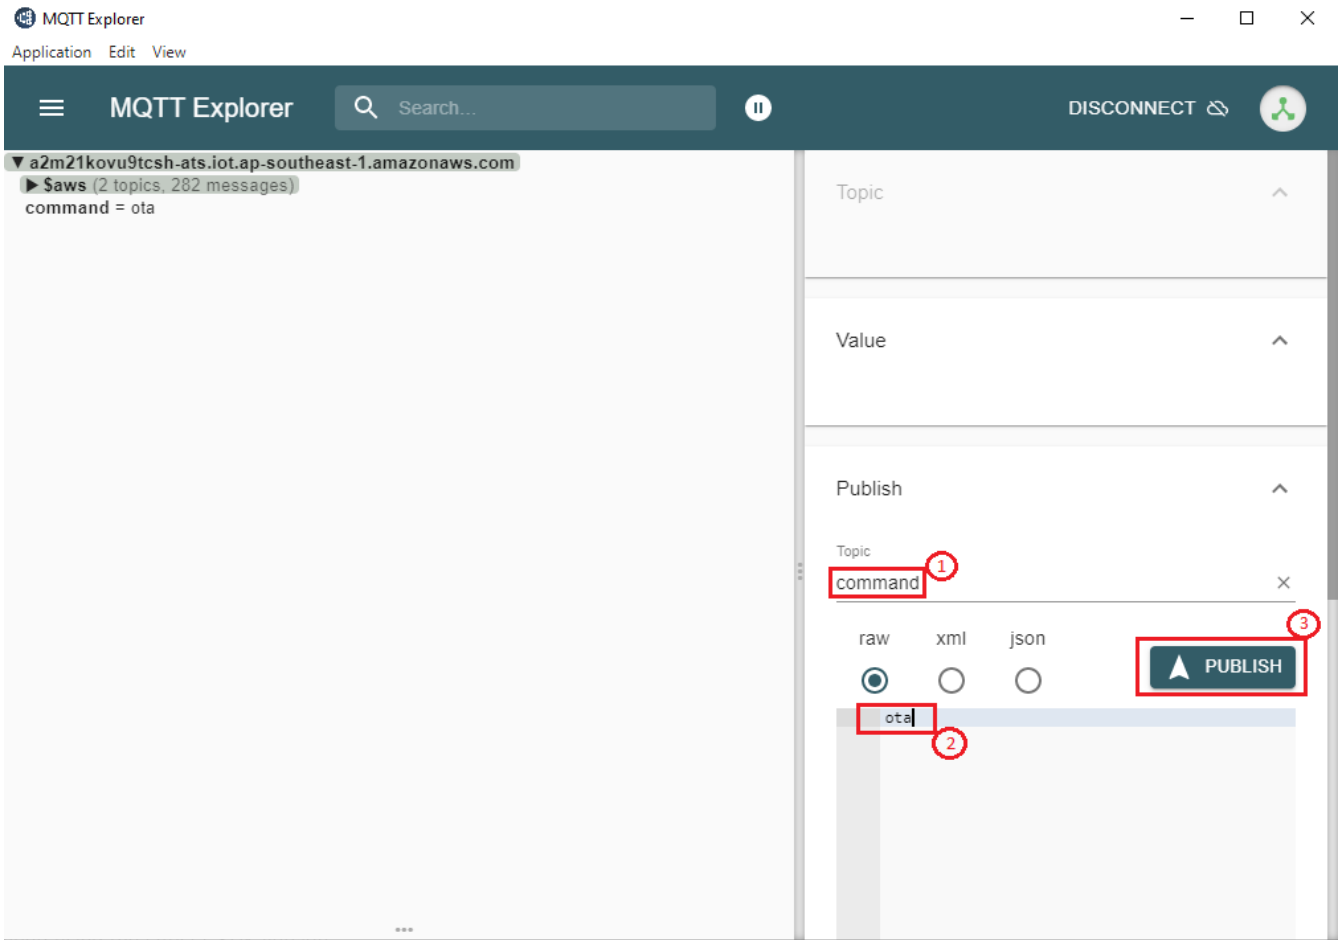 MQTT Explorer
Application Edit View
MQTT Explorer
Search...
DISCONNECT
▼ a2m21kovu9tcsh-ats.iot.ap-southeast-1.amazonaws.com
▶ $aws (2 topics, 282 messages)
command = ota
Topic
Value
Publish
Topic
command
1
raw xml json
3
PUBLISH
ota
2